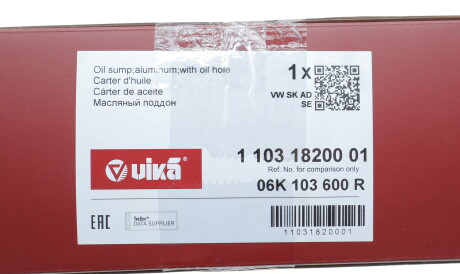 Oil sump;aluminum;with oil hole
Carter d'huile
Cárter de aceite
Масляный поддон
1 x
VW SK AD
SE
vika
1 103 18200 01
Ref. No. for comparison only
06K 103 600 R
EAC
TecDoc
DATA SUPPLIER
11031820001